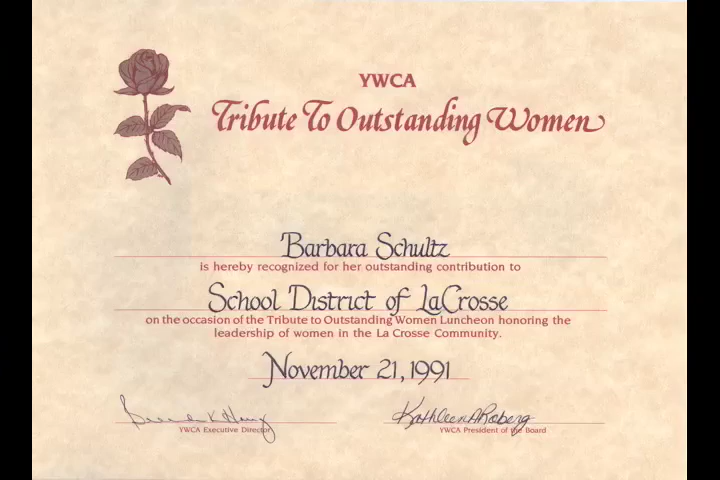 YWCA
Tribute To Outstanding Women
Barbara Schultz
is hereby recognized for her outstanding contribution to
School District of LaCrosse
on the occasion of the Tribute to Outstanding Women Luncheon honoring the
leadership of women in the La Crosse Community.
November 21, 1991
Kathleen A Roberg
YWCA Executive Director
YWCA President of the Board